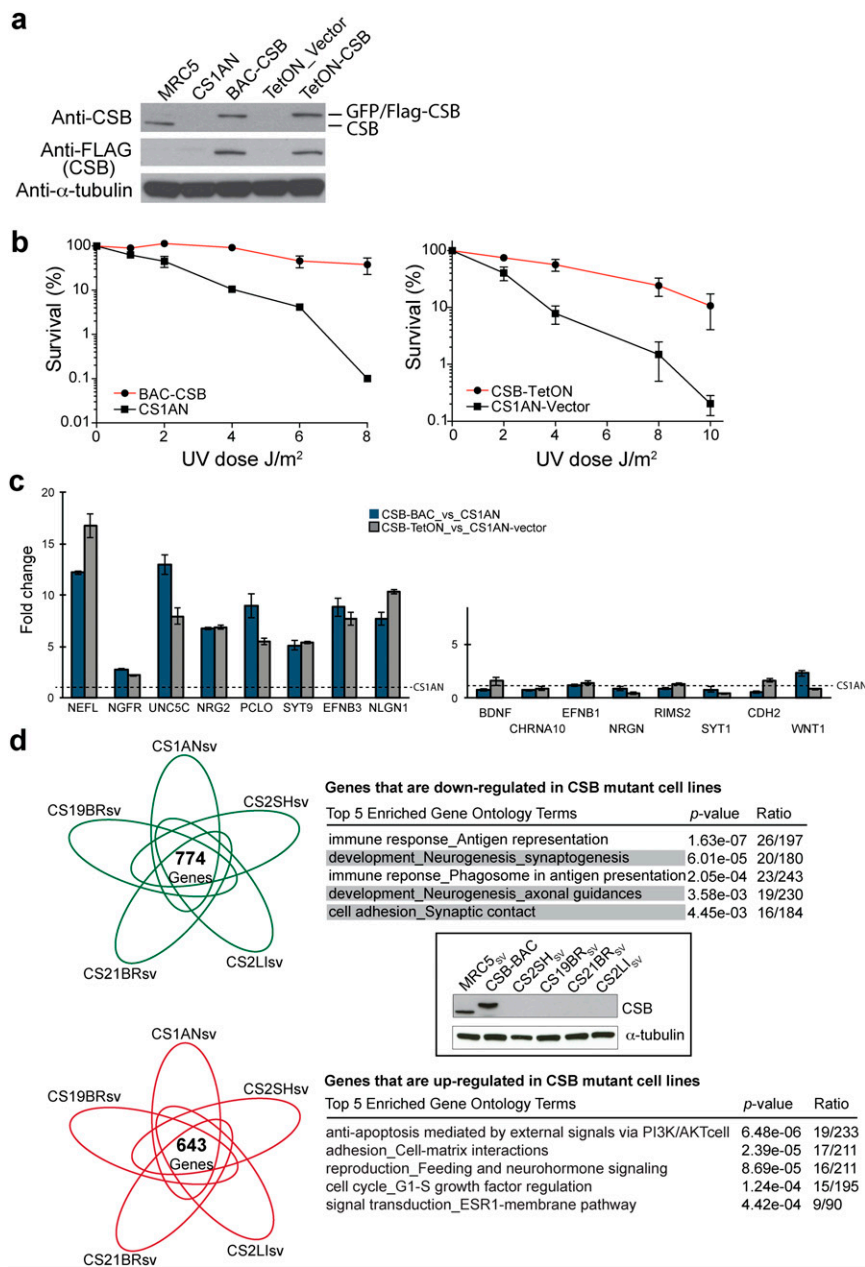 a
MRC5
CS1AN
BAC-CSB
TetON_Vector
TetON-CSB
Anti-CSB
GFP/Flag-CSB
CSB
Anti-FLAG
(CSB)
Anti-α-tubulin
b
100
10
1
0.1
0.01
Survival (%)
BAC-CSB
CS1AN
0 2 4 6 8
UV dose J/m²
100
10
1
0.1
Survival (%)
CSB-TetON
CS1AN-Vector
0 2 4 6 8 10
UV dose J/m²
c
20
15
10
5
0
Fold change
CSB-BAC_vs_CS1AN
CSB-TetON_vs_CS1AN-vector
CS1AN
NEFL NGFR UNC5C NRG2 PCLO SYT9 EFNB3 NLGN1
5
0
CS1AN
BDNF EFNB1 RIMS2 CDH2
CHRNA10 NRGN SYT1 WNT1
d
CS1ANsv
CS19BRsv
CS2SHsv
774
Genes
CS21BRsv
CS2LIsv
Genes that are down-regulated in CSB mutant cell lines
Top 5 Enriched Gene Ontology Terms p-value Ratio
immune response_Antigen representation 1.63e-07 26/197
development_Neurogenesis_synaptogenesis 6.01e-05 20/180
immune reponse_Phagosome in antigen presentation 2.05e-04 23/243
development_Neurogenesis_axonal guidances 3.58e-03 19/230
cell adhesion_Synaptic contact 4.45e-03 16/184
MRC5sv
CSB-BAC
CS2SHsv
CS19BRsv
CS21BRsv
CS2LIsv
CSB
α-tubulin
CS1ANsv
CS19BRsv
CS2SHsv
643
Genes
CS21BRsv
CS2LIsv
Genes that are up-regulated in CSB mutant cell lines
Top 5 Enriched Gene Ontology Terms p-value Ratio
anti-apoptosis mediated by external signals via PI3K/AKTcell 6.48e-06 19/233
adhesion_Cell-matrix interactions 2.39e-05 17/211
reproduction_Feeding and neurohormone signaling 8.69e-05 16/211
cell cycle_G1-S growth factor regulation 1.24e-04 15/195
signal transduction_ESR1-membrane pathway 4.42e-04 9/90